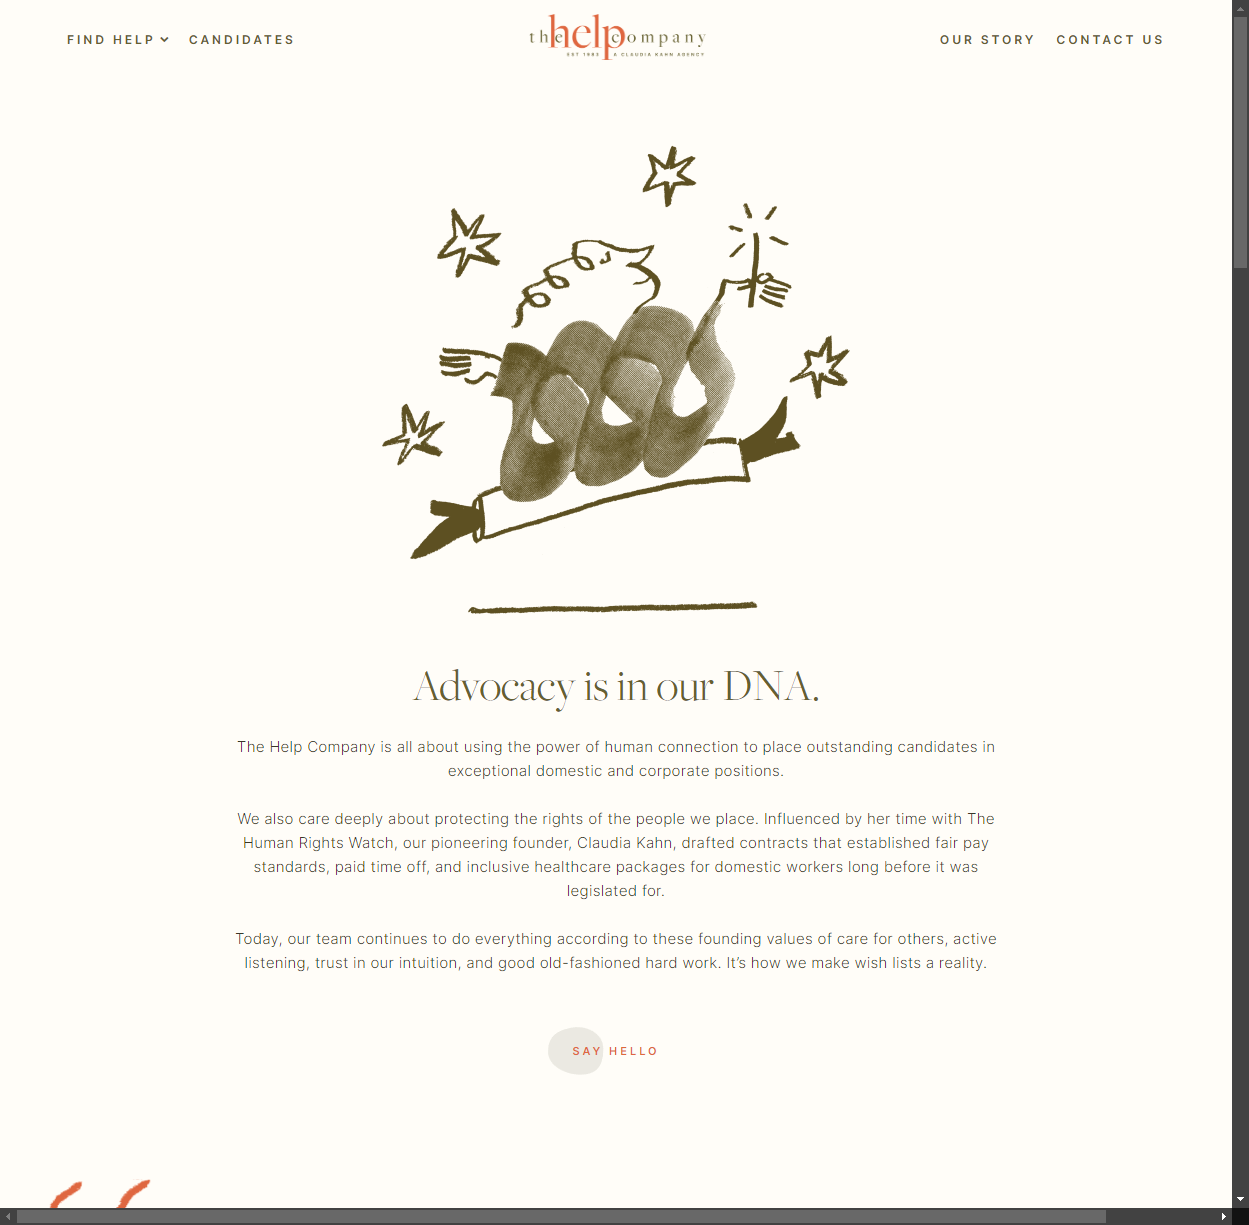 FIND HELP
CANDIDATES
the help company
EST 1982 A CLAUDIA KAHN AGENCY
OUR STORY
CONTACT US
Advocacy is in our DNA.
The Help Company is all about using the power of human connection to place outstanding candidates in
exceptional domestic and corporate positions.
We also care deeply about protecting the rights of the people we place. Influenced by her time with The
Human Rights Watch, our pioneering founder, Claudia Kahn, drafted contracts that established fair pay
standards, paid time off, and inclusive healthcare packages for domestic workers long before it was
legislated for.
Today, our team continues to do everything according to these founding values of care for others, active
listening, trust in our intuition, and good old-fashioned hard work. It’s how we make wish lists a reality.
SAY HELLO